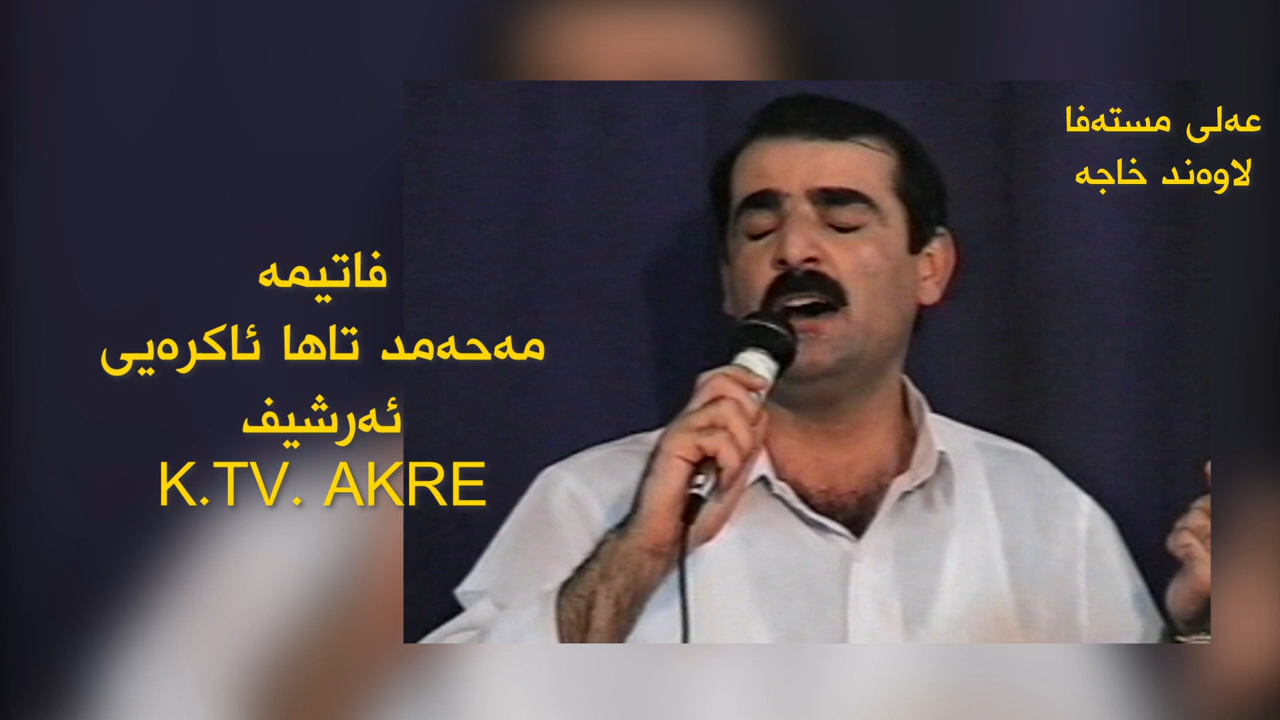 عەلی مستەفا
لاوەند خاجە
فاتیمە
مەحەمد تاها ئاکرەیی
ئەرشیف
K.TV. AKRE